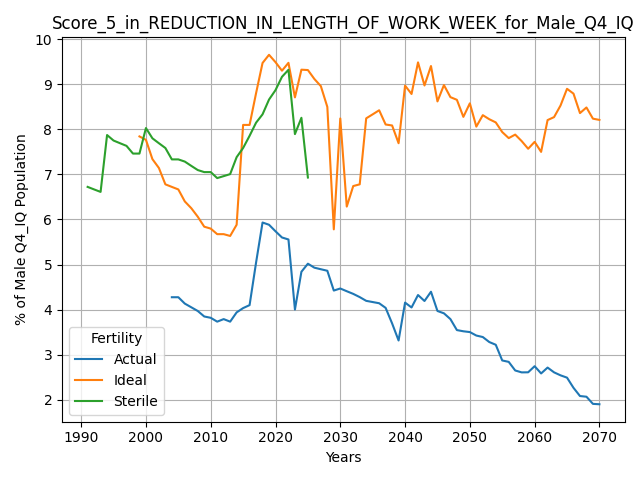 Score_5_in_REDUCTION_IN_LENGTH_OF_WORK_WEEK_for_Male_Q4_IQ
10
9
8
7
6
5
4
3
2
% of Male Q4_IQ Population
Fertility
Actual
Ideal
Sterile
1990 2000 2010 2020 2030 2040 2050 2060 2070
Years